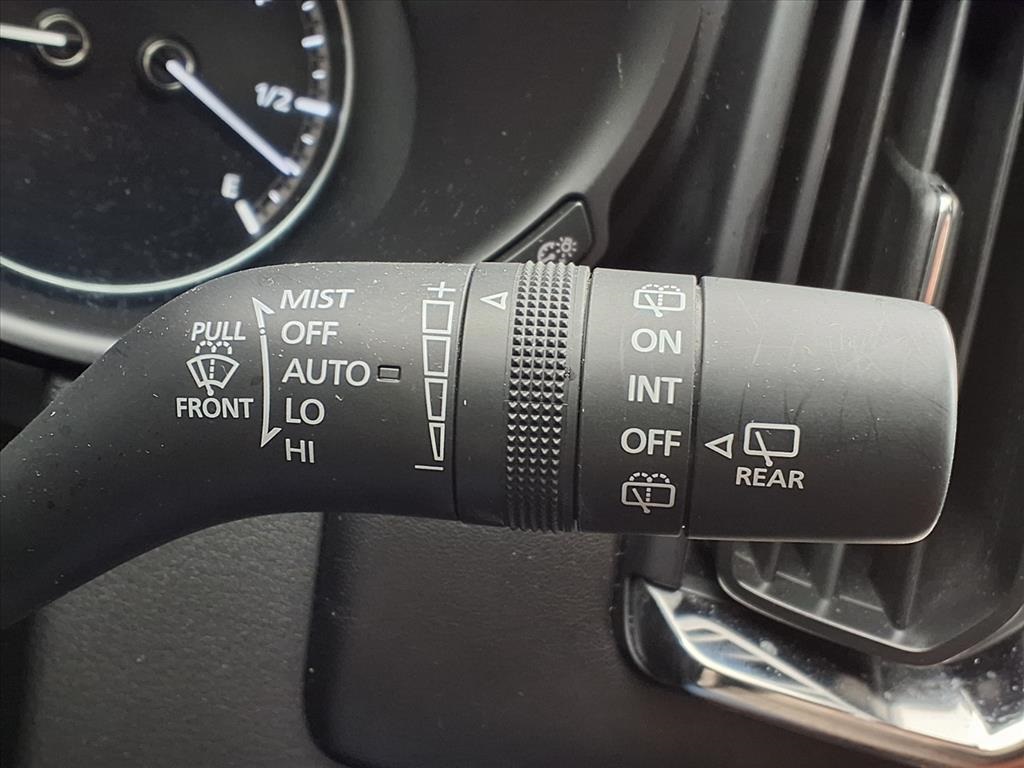 1/2
E
MIST
OFF
AUTO
LO
HI
PULL
FRONT
+
−
ON
INT
OFF
REAR